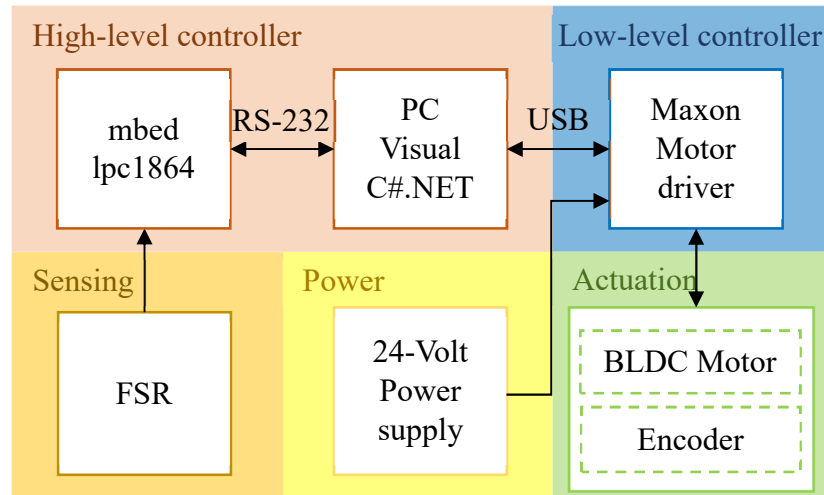 High-level controller
Low-level controller
mbed
lpc1864
RS-232
PC
Visual
C#.NET
USB
Maxon
Motor
driver
Sensing
Power
Actuation
FSR
24-Volt
Power
supply
BLDC Motor
Encoder